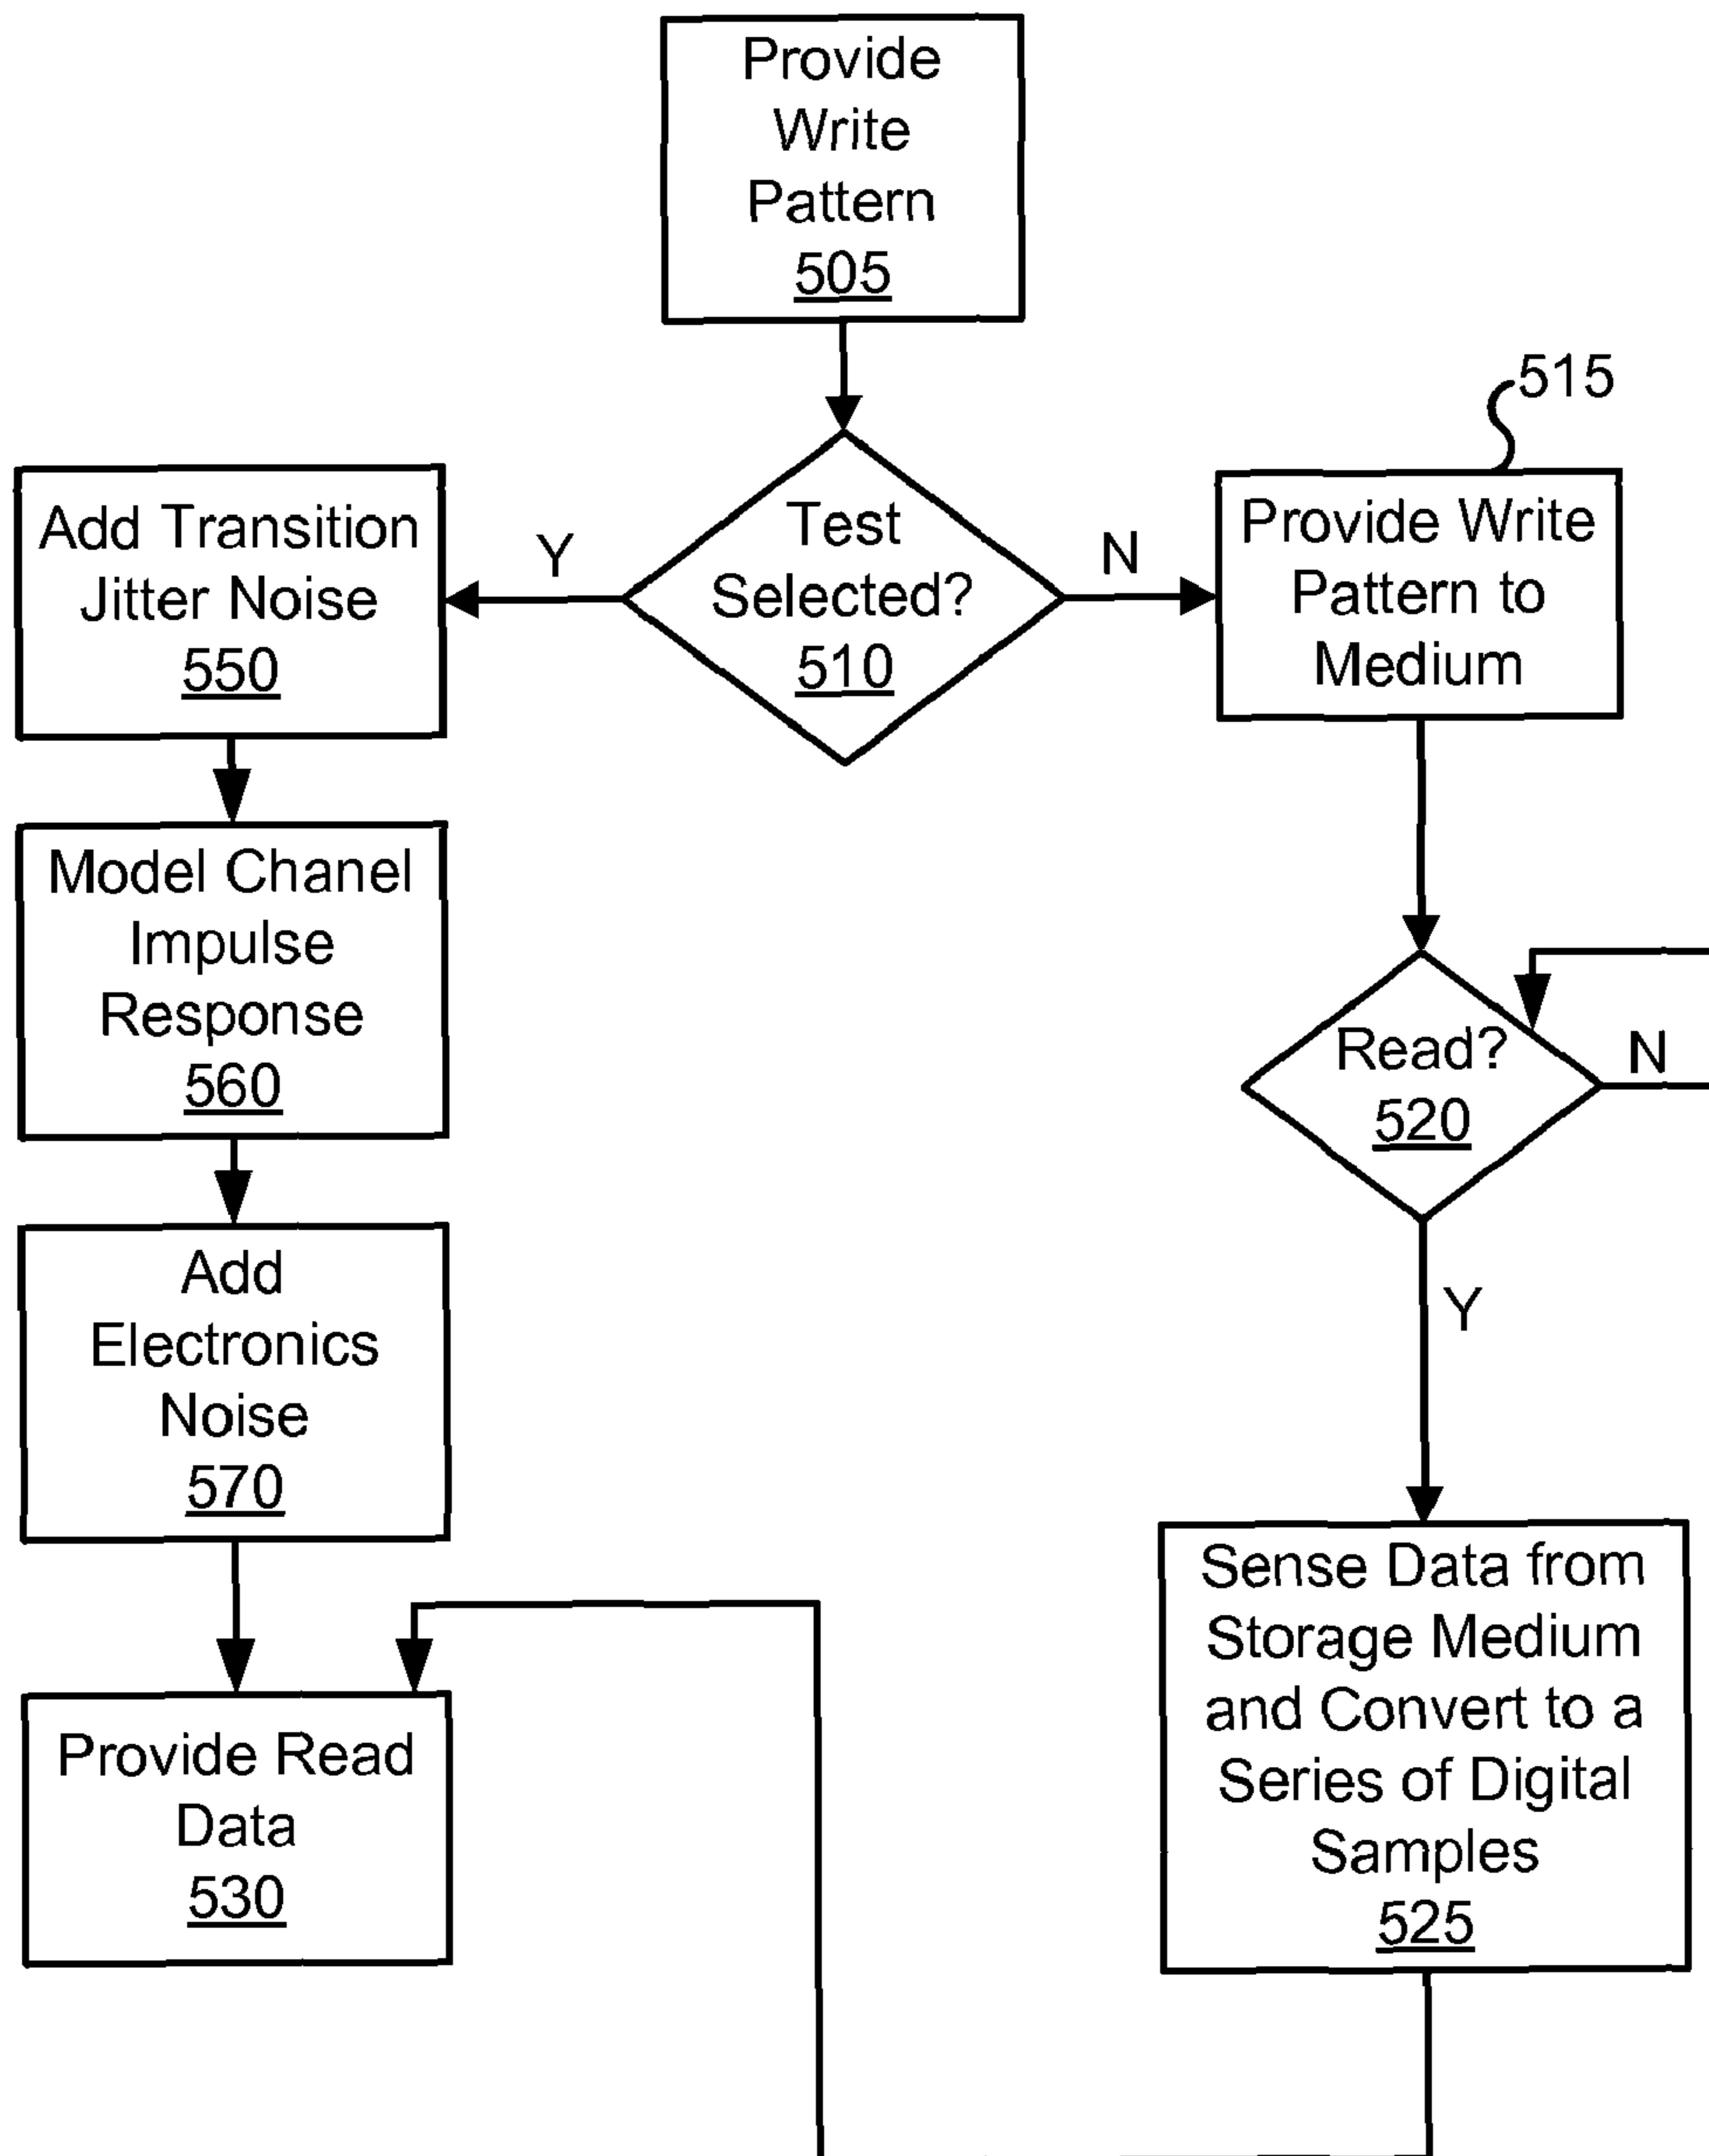 Provide
Write
Pattern
505
515
Add Transition
Jitter Noise
550
Y
Test
Selected?
510
N
Provide Write
Pattern to
Medium
Model Chanel
Impulse
Response
560
Read?
520
N
Y
Add
Electronics
Noise
570
Sense Data from
Storage Medium
and Convert to a
Series of Digital
Samples
525
Provide Read
Data
530